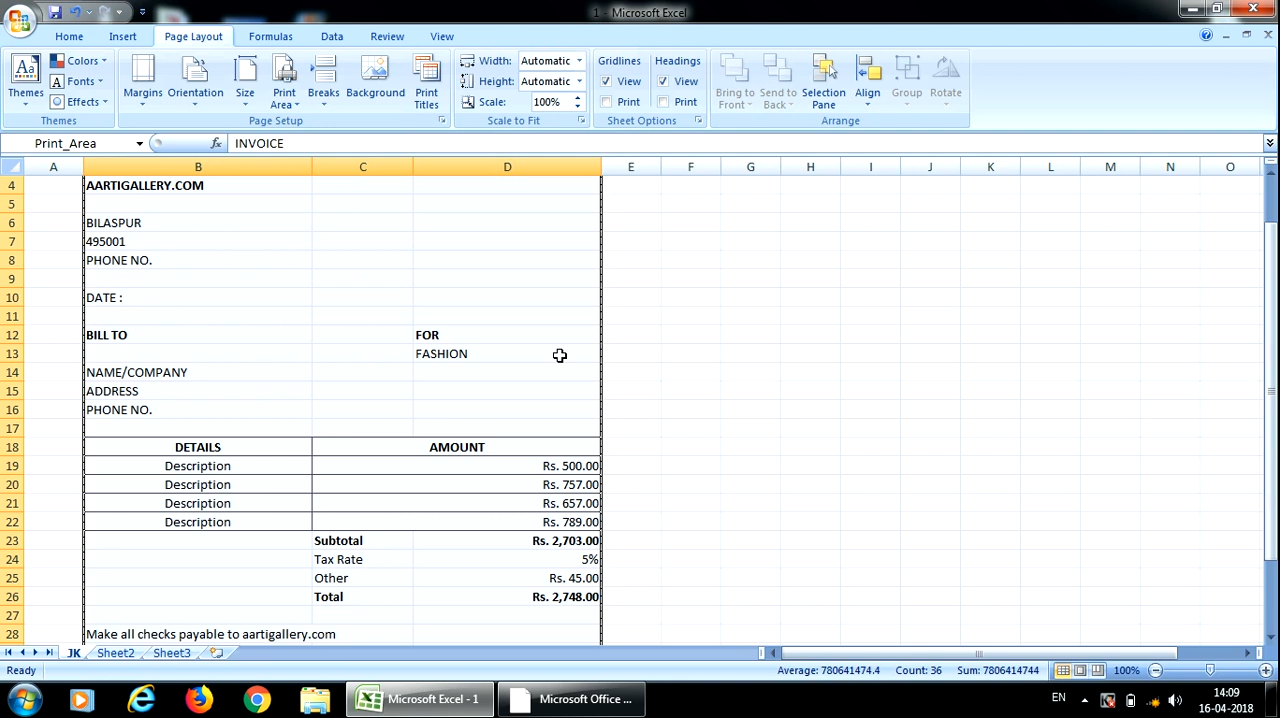 1 - Microsoft Excel
Home Insert Page Layout Formulas Data Review View
Colors
Fonts
Effects
Themes
Themes
Margins Orientation Size Print Area Breaks Background Print Titles
Page Setup
Width: Automatic
Height: Automatic
Scale: 100%
Scale to Fit
Gridlines Headings
View View
Print Print
Sheet Options
Bring to Front Send to Back Selection Pane Align Group Rotate
Arrange
Print_Area fx INVOICE
A B C D E F G H I J K L M N O
4 AARTIGALLERY.COM
5
6 BILASPUR
7 495001
8 PHONE NO.
9
10 DATE :
11
12 BILL TO FOR
13 FASHION
14 NAME/COMPANY
15 ADDRESS
16 PHONE NO.
17
18 DETAILS AMOUNT
19 Description Rs. 500.00
20 Description Rs. 757.00
21 Description Rs. 657.00
22 Description Rs. 789.00
23 Subtotal Rs. 2,703.00
24 Tax Rate 5%
25 Other Rs. 45.00
26 Total Rs. 2,748.00
27
28 Make all checks payable to aartigallery.com
JK Sheet2 Sheet3
Ready Average: 780641474.4 Count: 36 Sum: 7806414744 100%
Microsoft Excel - 1 Microsoft Office ... EN 14:09
16-04-2018